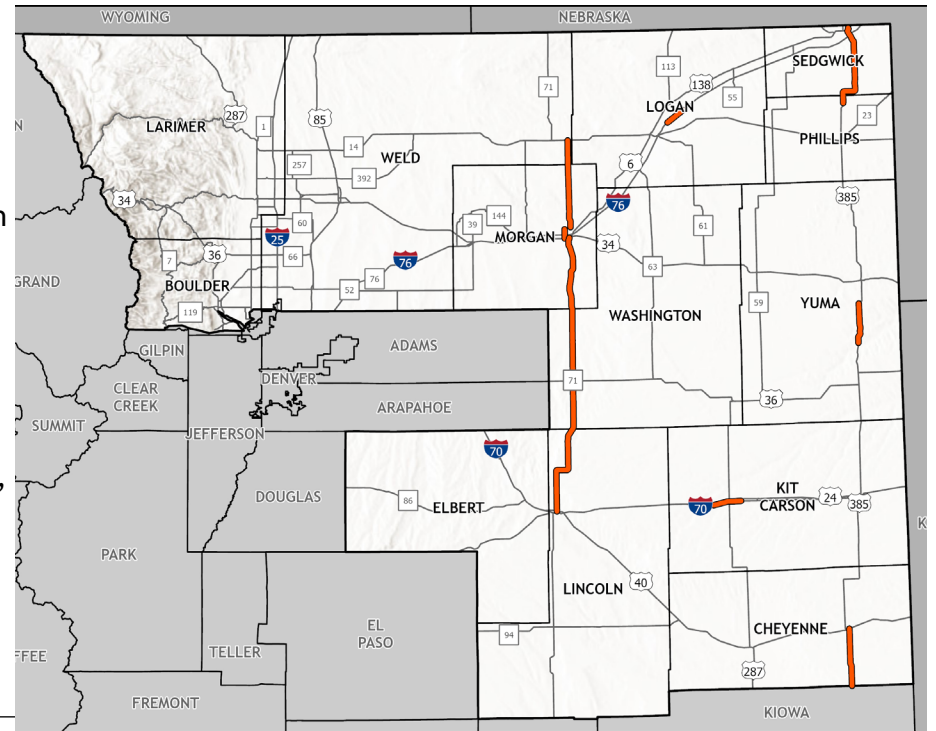 WYOMING
NEBRASKA
SEDGWICK
113
138
71
55
LOGAN
287
85
1
LARIMER
23
PHILLIPS
14
WELD
257
392
6
34
385
76
144
39
60
61
25
MORGAN
34
36
66
7
76
63
GRAND
76
BOULDER
52
59
YUMA
119
WASHINGTON
GILPIN
ADAMS
DENVER
71
CLEAR
CREEK
36
ARAPAHOE
SUMMIT
JEFFERSON
70
KIT
CARSON
24
DOUGLAS
86
ELBERT
70
385
PARK
40
LINCOLN
EL
PASO
94
CHEYENNE
TELLER
287
FREMONT
KIOWA